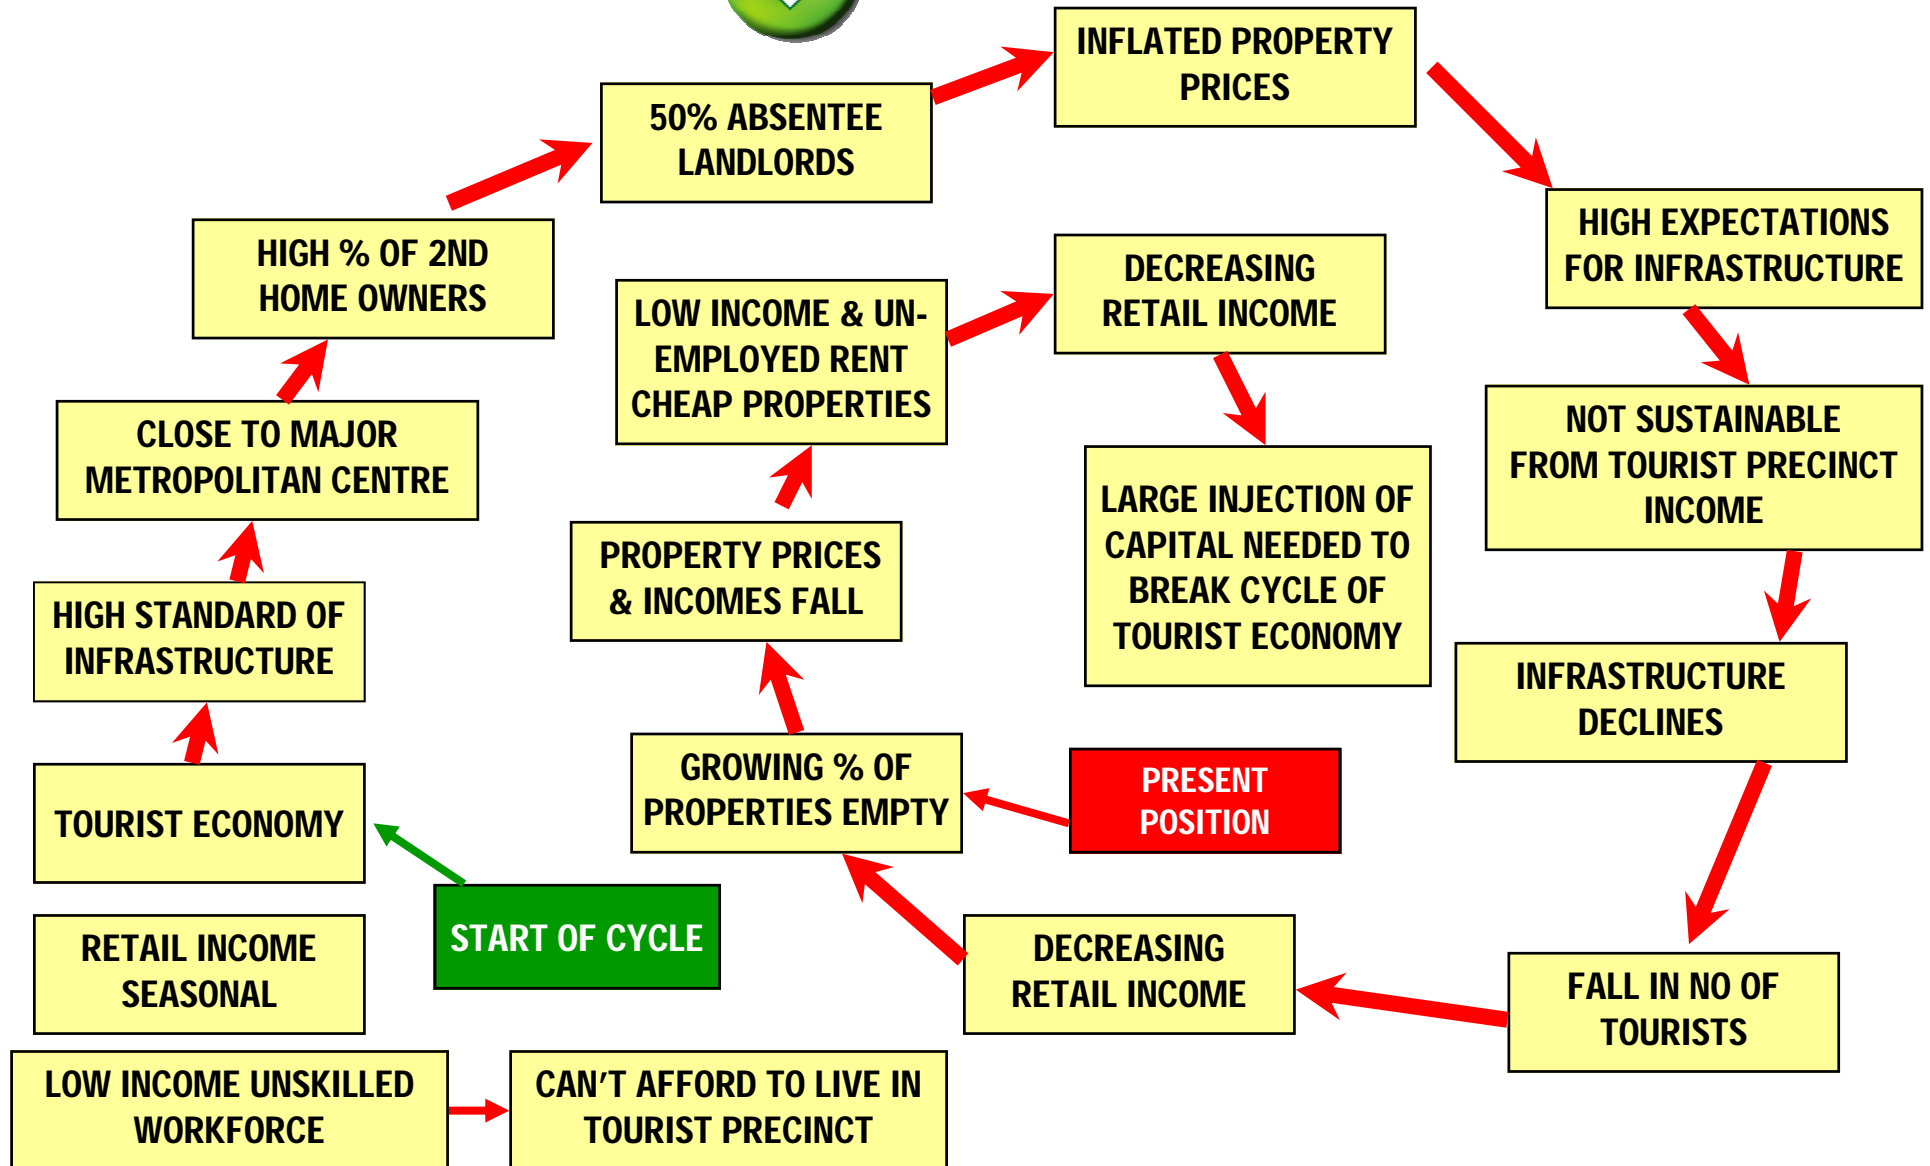 INFLATED PROPERTY
PRICES
50% ABSENTEE
LANDLORDS
HIGH EXPECTATIONS
FOR INFRASTRUCTURE
HIGH % OF 2ND
HOME OWNERS
DECREASING
RETAIL INCOME
LOW INCOME & UN-
EMPLOYED RENT
CHEAP PROPERTIES
CLOSE TO MAJOR
METROPOLITAN CENTRE
NOT SUSTAINABLE
FROM TOURIST PRECINCT
INCOME
LARGE INJECTION OF
CAPITAL NEEDED TO
BREAK CYCLE OF
TOURIST ECONOMY
PROPERTY PRICES
& INCOMES FALL
HIGH STANDARD OF
INFRASTRUCTURE
INFRASTRUCTURE
DECLINES
GROWING % OF
PROPERTIES EMPTY
PRESENT
POSITION
TOURIST ECONOMY
START OF CYCLE
RETAIL INCOME
SEASONAL
DECREASING
RETAIL INCOME
FALL IN NO OF
TOURISTS
LOW INCOME UNSKILLED
WORKFORCE
CAN'T AFFORD TO LIVE IN
TOURIST PRECINCT